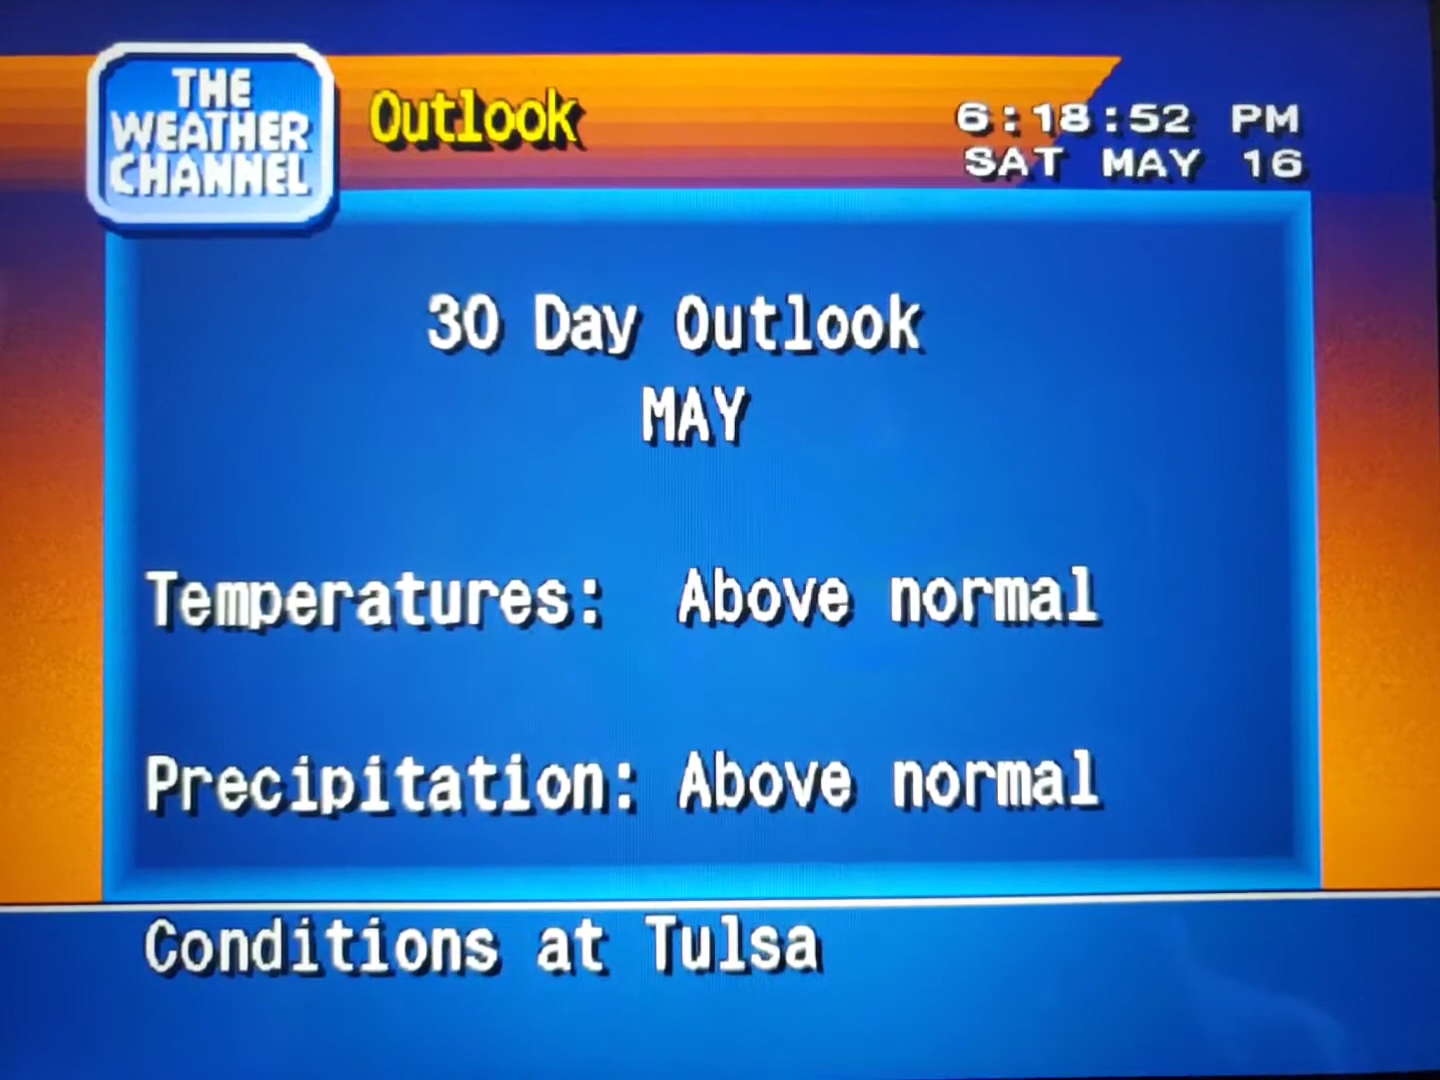 THE
WEATHER
CHANNEL
Outlook
6:18:52 PM
SAT MAY 16
30 Day Outlook
MAY
Temperatures: Above normal
Precipitation: Above normal
Conditions at Tulsa